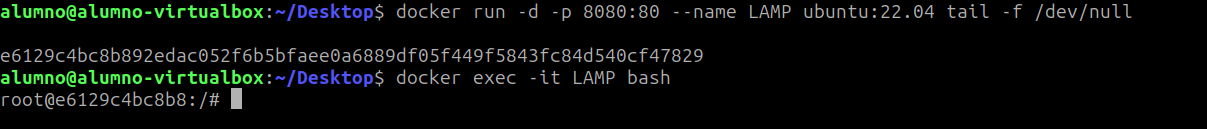 alumno@alumno-virtualbox:~/Desktop$ docker run -d -p 8080:80 --name LAMP ubuntu:22.04 tail -f /dev/null
e6129c4bc8b892edac052f6b5bfaee0a6889df05f449f5843fc84d540cf47829
alumno@alumno-virtualbox:~/Desktop$ docker exec -it LAMP bash
root@e6129c4bc8b8:/#